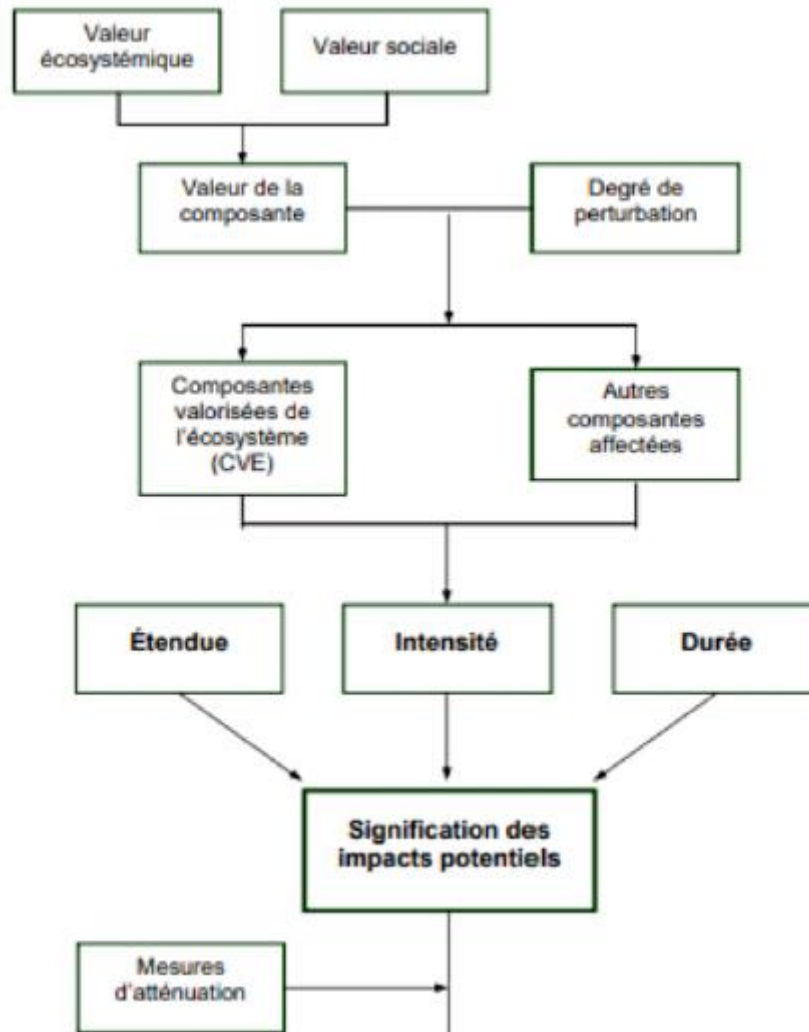 Valeur
écosystémique
Valeur sociale
Valeur de la
composante
Degré de
perturbation
Composantes
valorisées de
l'écosystème
(CVE)
Autres
composantes
affectées
Étendue
Intensité
Durée
Signification des
impacts potentiels
Mesures
d'atténuation